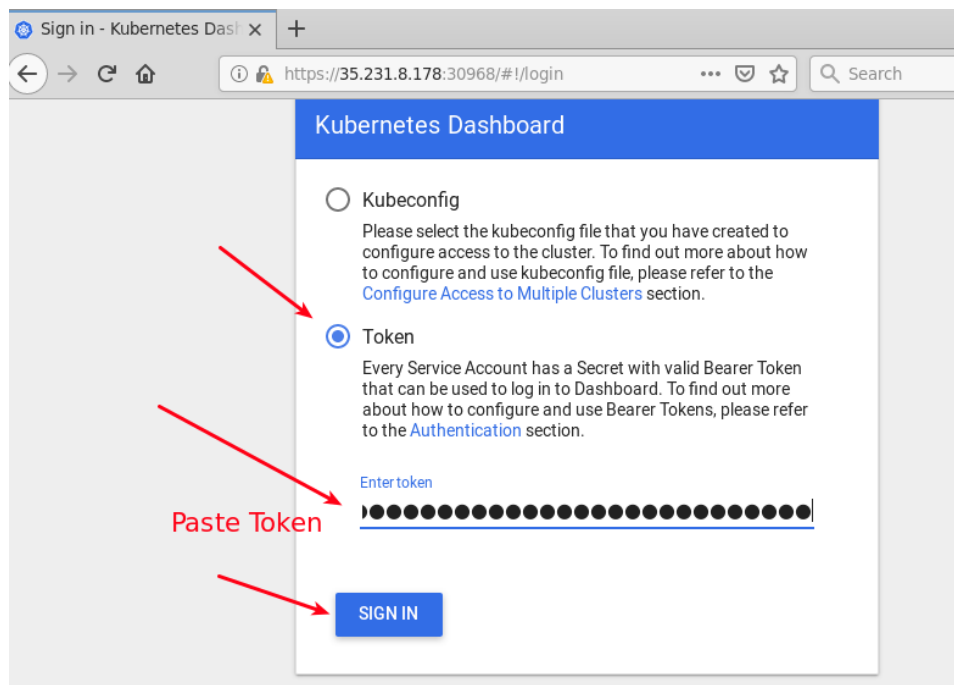 Sign in - Kubernetes Das
https://35.231.8.178:30968/#!/login
Search
Kubernetes Dashboard
Kubeconfig
Please select the kubeconfig file that you have created to
configure access to the cluster. To find out more about how
to configure and use kubeconfig file, please refer to the
Configure Access to Multiple Clusters section.
Token
Every Service Account has a Secret with valid Bearer Token
that can be used to log in to Dashboard. To find out more
about how to configure and use Bearer Tokens, please refer
to the Authentication section.
Enter token
Paste Token
SIGN IN